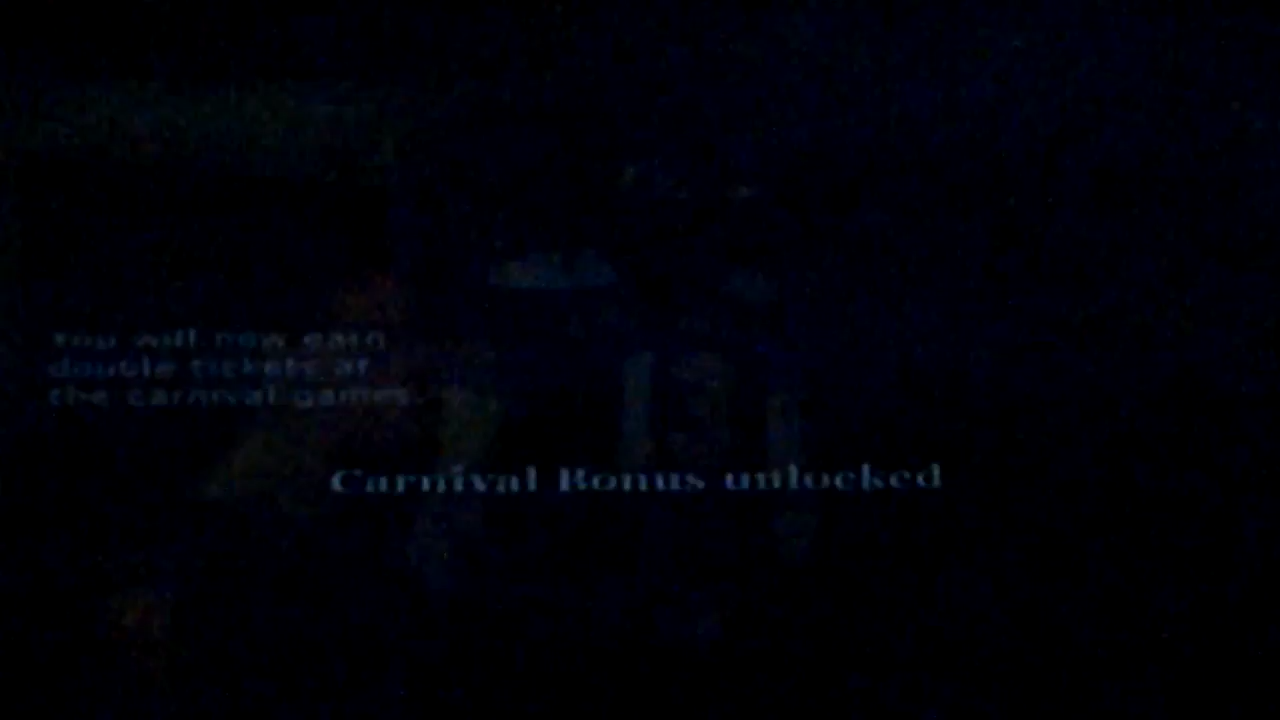 You will now earn
double tickets at
the carnival games.
Carnival Bonus unlocked